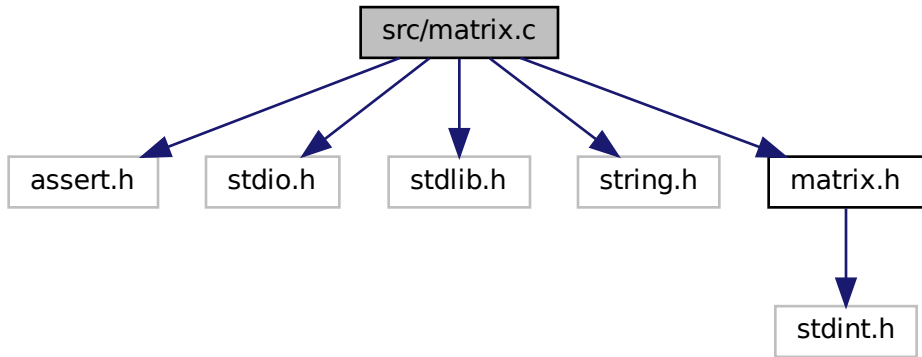 src/matrix.c
assert.h
stdio.h
stdlib.h
string.h
matrix.h
stdint.h